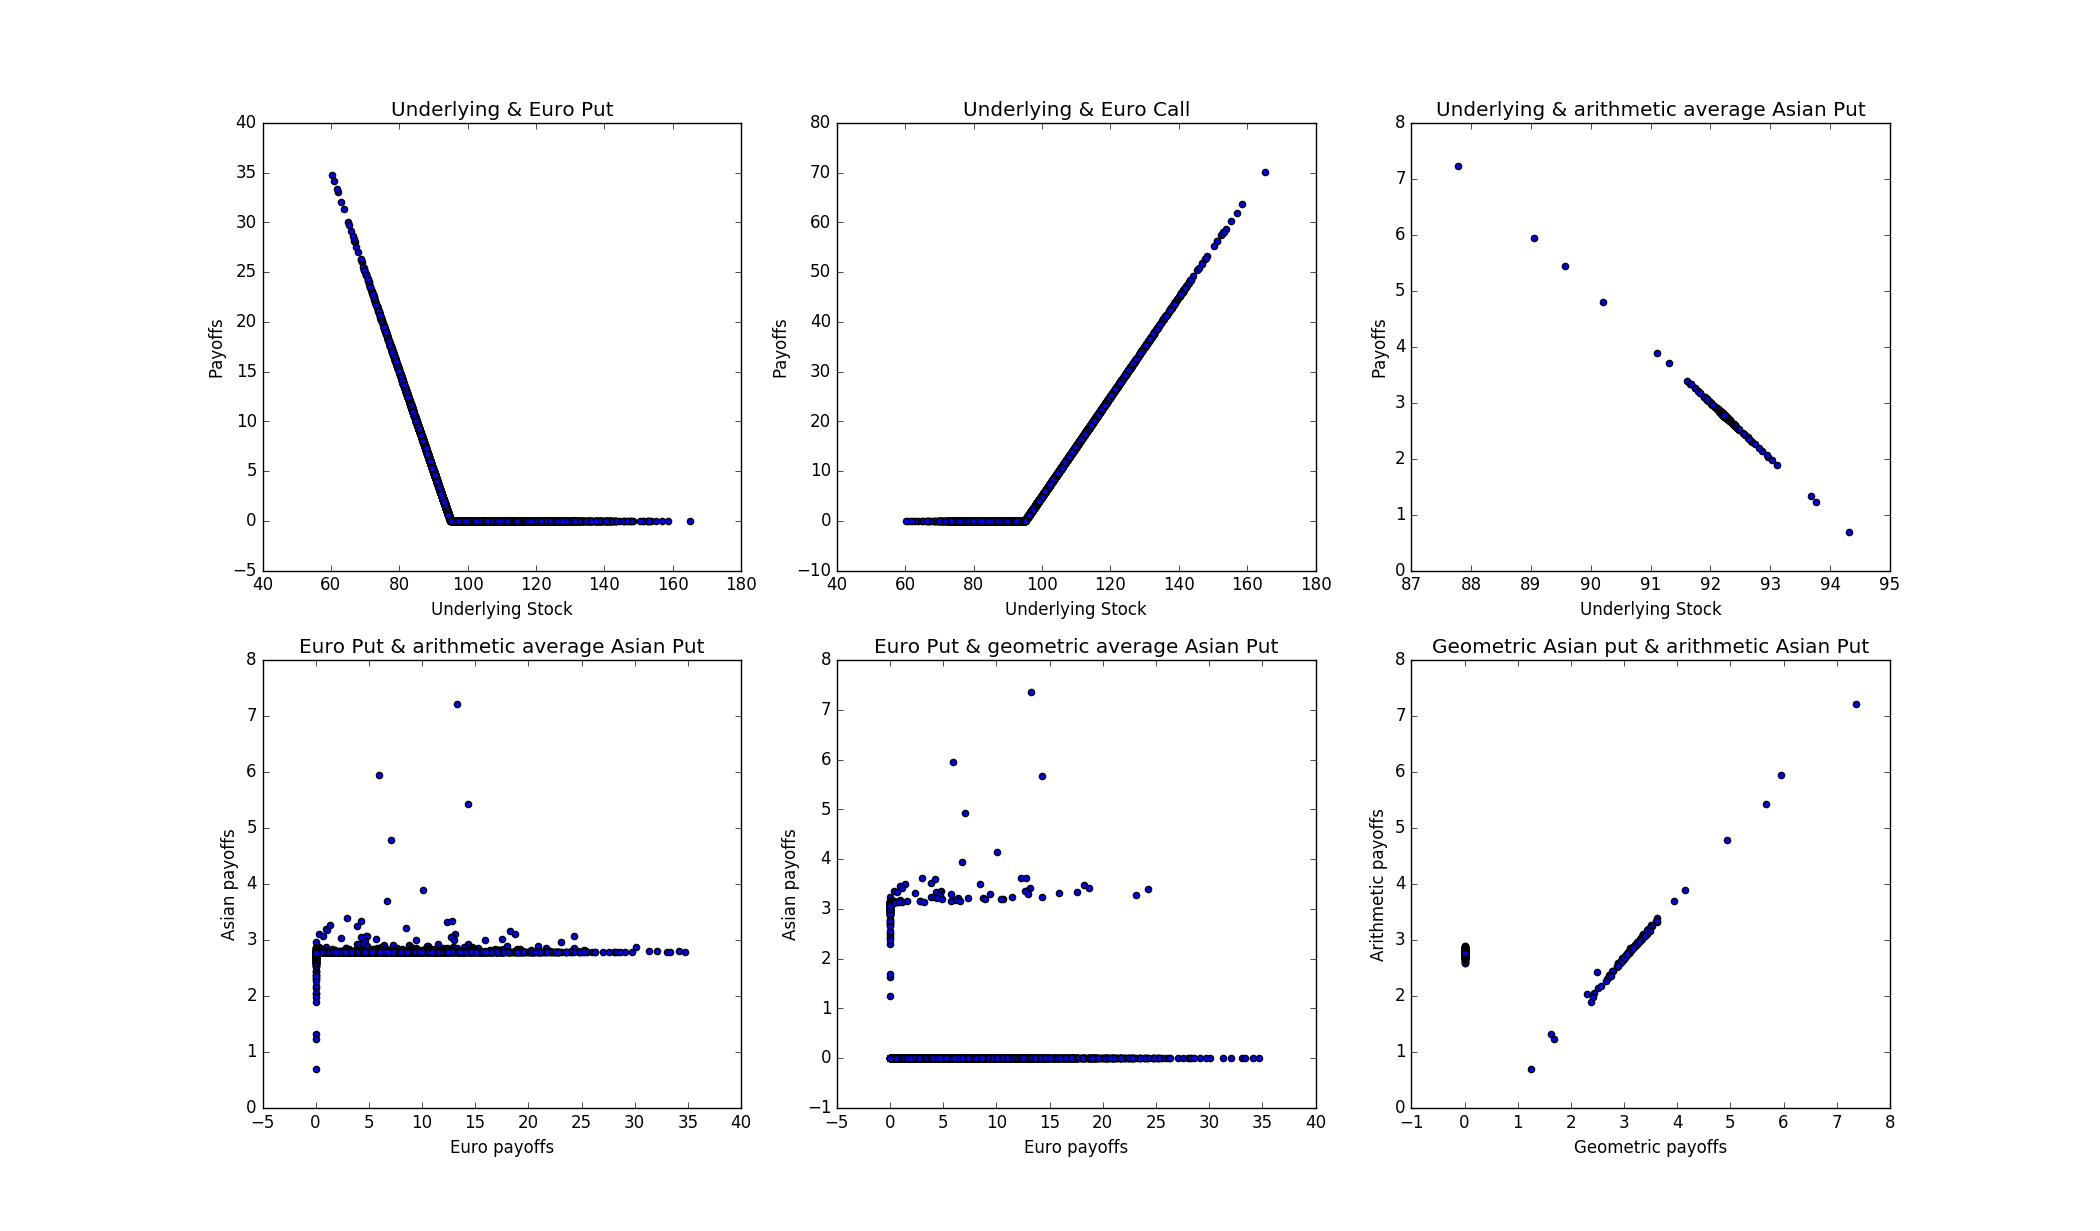 Underlying & Euro Put
40
35
30
25
20
15
10
5
0
−5
Payoffs
40 60 80 100 120 140 160 180
Underlying Stock
Underlying & Euro Call
80
70
60
50
40
30
20
10
0
−10
Payoffs
40 60 80 100 120 140 160 180
Underlying Stock
Underlying & arithmetic average Asian Put
8
7
6
5
4
3
2
1
0
Payoffs
87 88 89 90 91 92 93 94 95
Underlying Stock
Euro Put & arithmetic average Asian Put
8
7
6
5
4
3
2
1
0
Asian payoffs
−5 0 5 10 15 20 25 30 35 40
Euro payoffs
Euro Put & geometric average Asian Put
8
7
6
5
4
3
2
1
0
−1
Asian payoffs
−5 0 5 10 15 20 25 30 35 40
Euro payoffs
Geometric Asian put & arithmetic Asian Put
8
7
6
5
4
3
2
1
0
Arithmetic payoffs
−1 0 1 2 3 4 5 6 7 8
Geometric payoffs